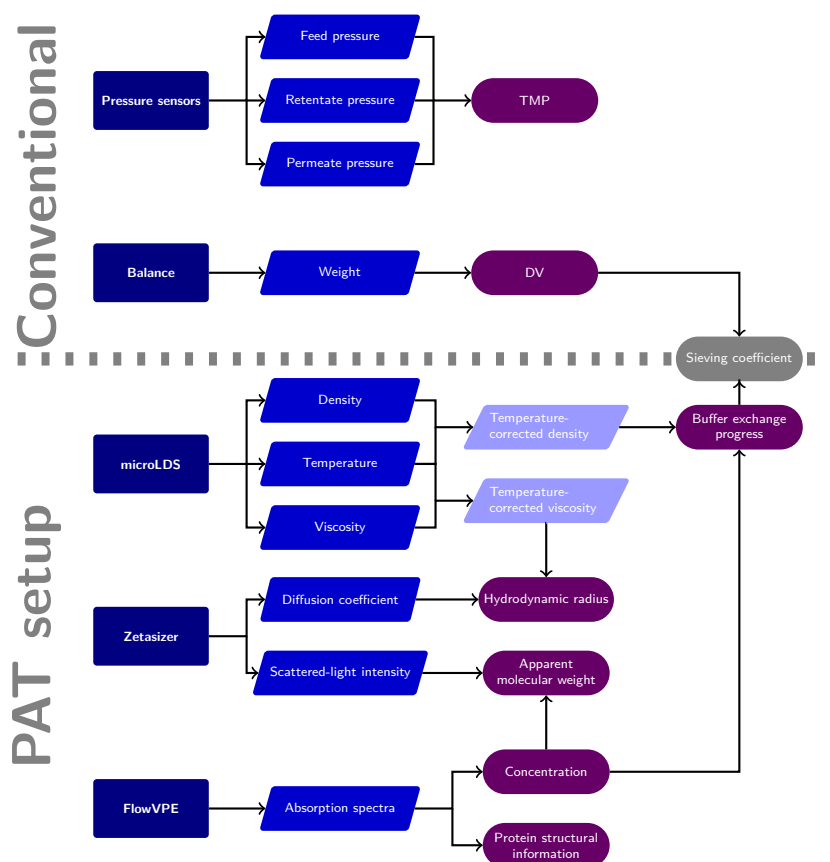 Conventional
Feed pressure
Pressure sensors
Retentate pressure
TMP
Permeate pressure
Balance
Weight
DV
Sieving coefficient
PAT setup
Density
Temperature-
corrected density
Buffer exchange
progress
microLDS
Temperature
Temperature-
corrected viscosity
Viscosity
Diffusion coefficient
Hydrodynamic radius
Zetasizer
Scattered-light intensity
Apparent
molecular weight
Concentration
FlowVPE
Absorption spectra
Protein structural
information